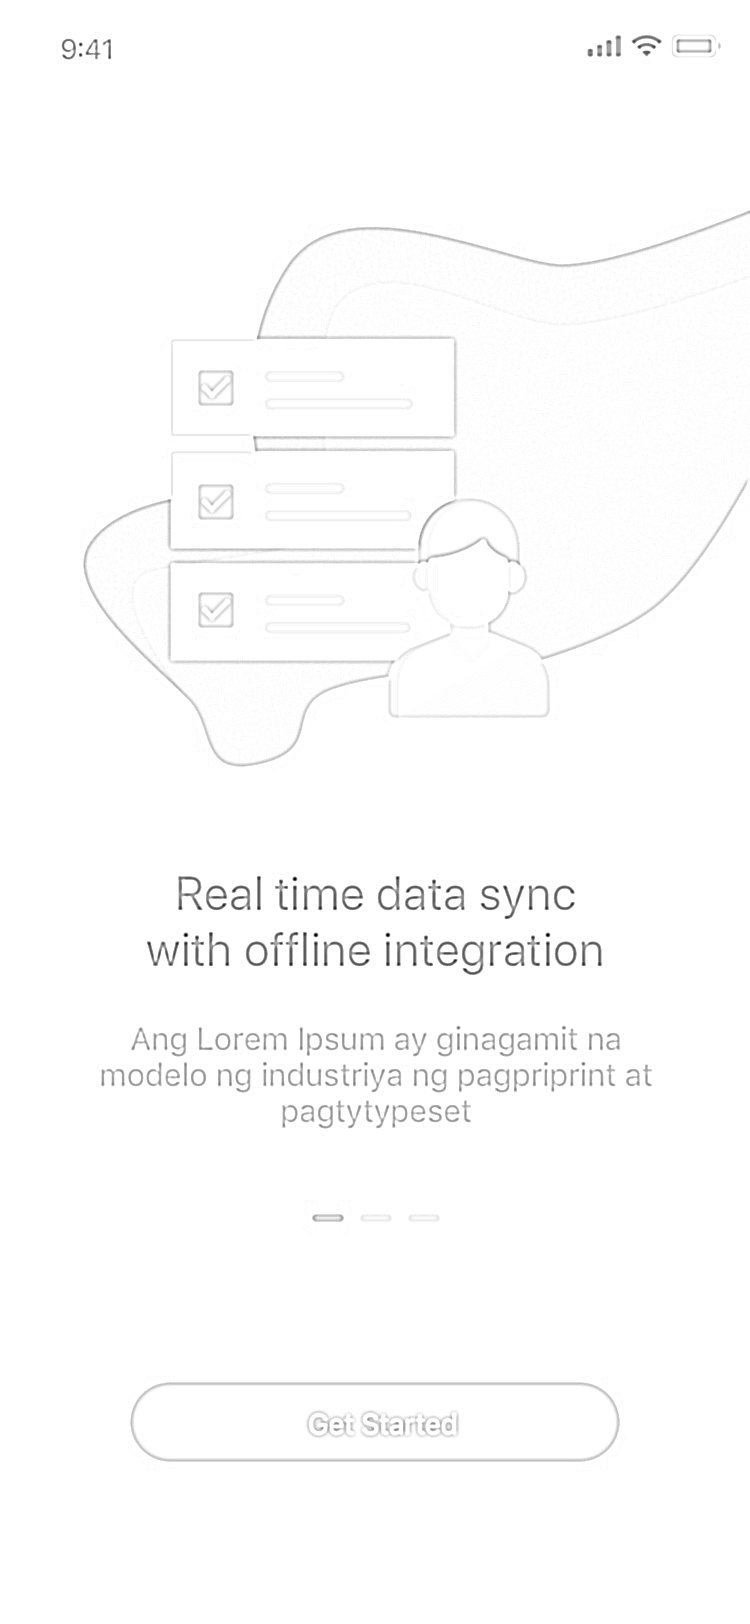 9:41
Real time data sync
with offline integration
Ang Lorem Ipsum ay ginagamit na
modelo ng industriya ng pagpriprint at
pagtytypeset
Get Started